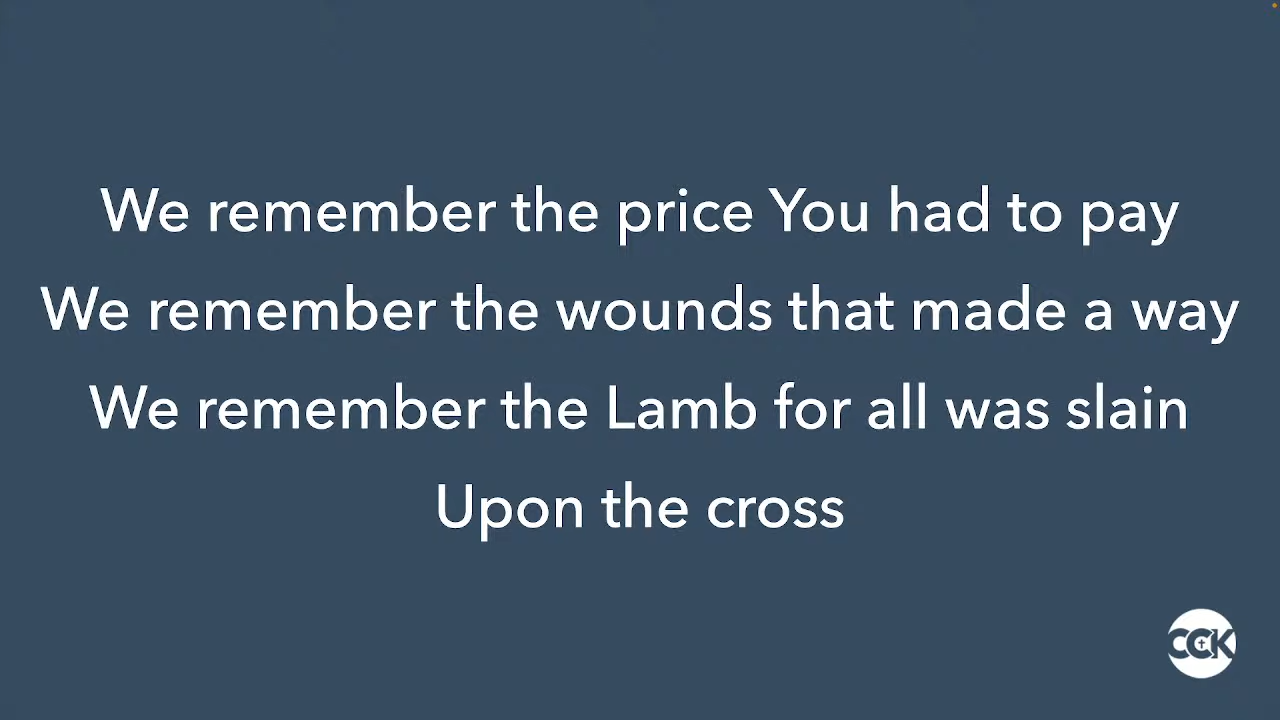 We remember the price You had to pay
We remember the wounds that made a way
We remember the Lamb for all was slain
Upon the cross
CCK